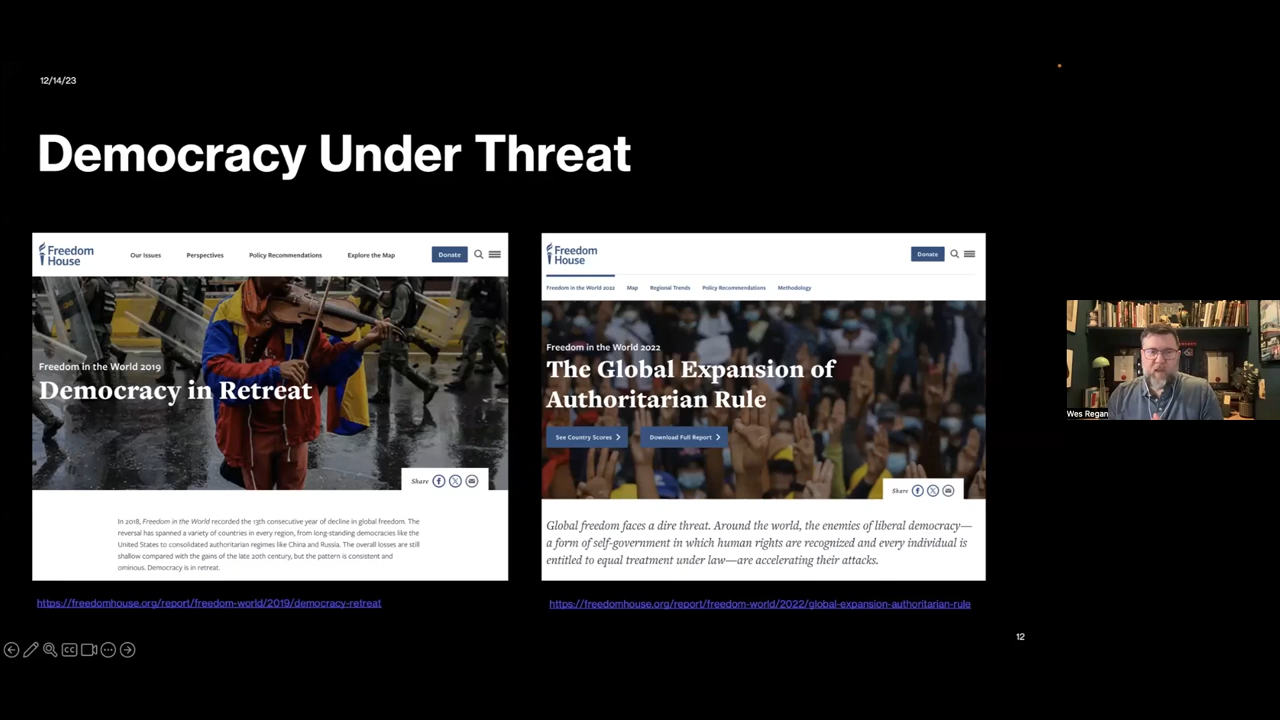 12/14/23
Democracy Under Threat
Freedom House
Our Issues
Perspectives
Policy Recommendations
Explore the Map
Donate
Freedom in the World 2019
Democracy in Retreat
Share
In 2018, Freedom in the World recorded the 13th consecutive year of decline in global freedom. The
reversal has spanned a variety of countries in every region, from long-standing democracies like the
United States to consolidated authoritarian regimes like China and Russia. The overall losses are still
shallow compared with the gains of the late 20th century, but the pattern is consistent and
ominous. Democracy is in retreat.
https://freedomhouse.org/report/freedom-world/2019/democracy-retreat
Freedom House
Donate
Freedom in the World 2022
Map
Regional Trends
Policy Recommendations
Methodology
Freedom in the World 2022
The Global Expansion of
Authoritarian Rule
See Country Scores
Download Full Report
Share
Global freedom faces a dire threat. Around the world, the enemies of liberal democracy—
a form of self-government in which human rights are recognized and every individual is
entitled to equal treatment under law—are accelerating their attacks.
https://freedomhouse.org/report/freedom-world/2022/global-expansion-authoritarian-rule
12
CC
Wes Regan